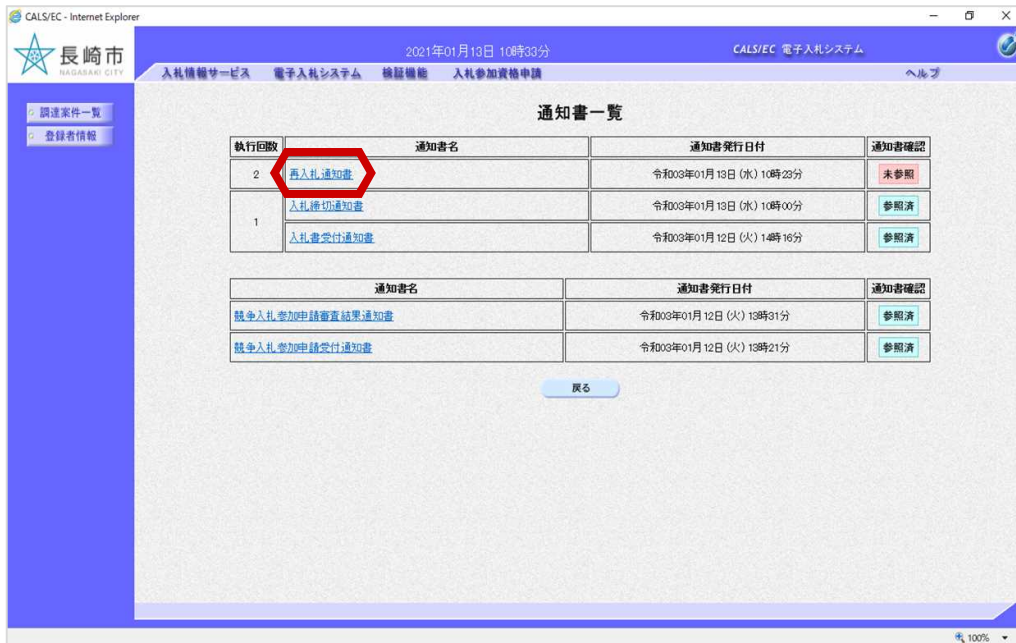 CALS/EC - Internet Explorer
長崎市
NAGASAKI CITY
2021年01月13日 10時33分
CALS/EC 電子入札システム
入札情報サービス 電子入札システム 検証機能 入札参加資格申請 ヘルプ
調達案件一覧
登録者情報
通知書一覧
執行回数 通知書名 通知書発行日付 通知書確認
2 再入札通知書 令和03年01月13日(水)10時23分 未参照
1
入札締切通知書 令和03年01月13日(水)10時00分 参照済
入札書受付通知書 令和03年01月12日(火)14時16分 参照済
通知書名 通知書発行日付 通知書確認
競争入札参加申請審査結果通知書 令和03年01月12日(火)13時31分 参照済
競争入札参加申請受付通知書 令和03年01月12日(火)13時21分 参照済
戻る
100%